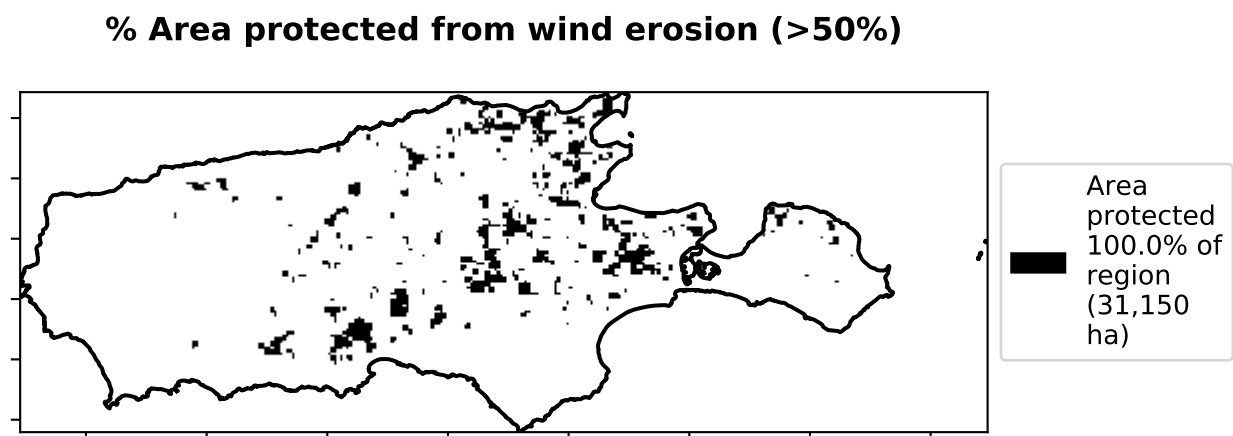 % Area protected from wind erosion (>50%)
Area
protected
100.0% of
region
(31,150
ha)